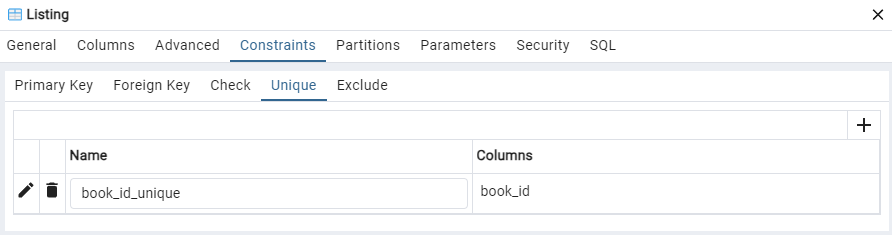 Listing
General Columns Advanced Constraints Partitions Parameters Security SQL
Primary Key Foreign Key Check Unique Exclude
Name Columns
book_id_unique book_id